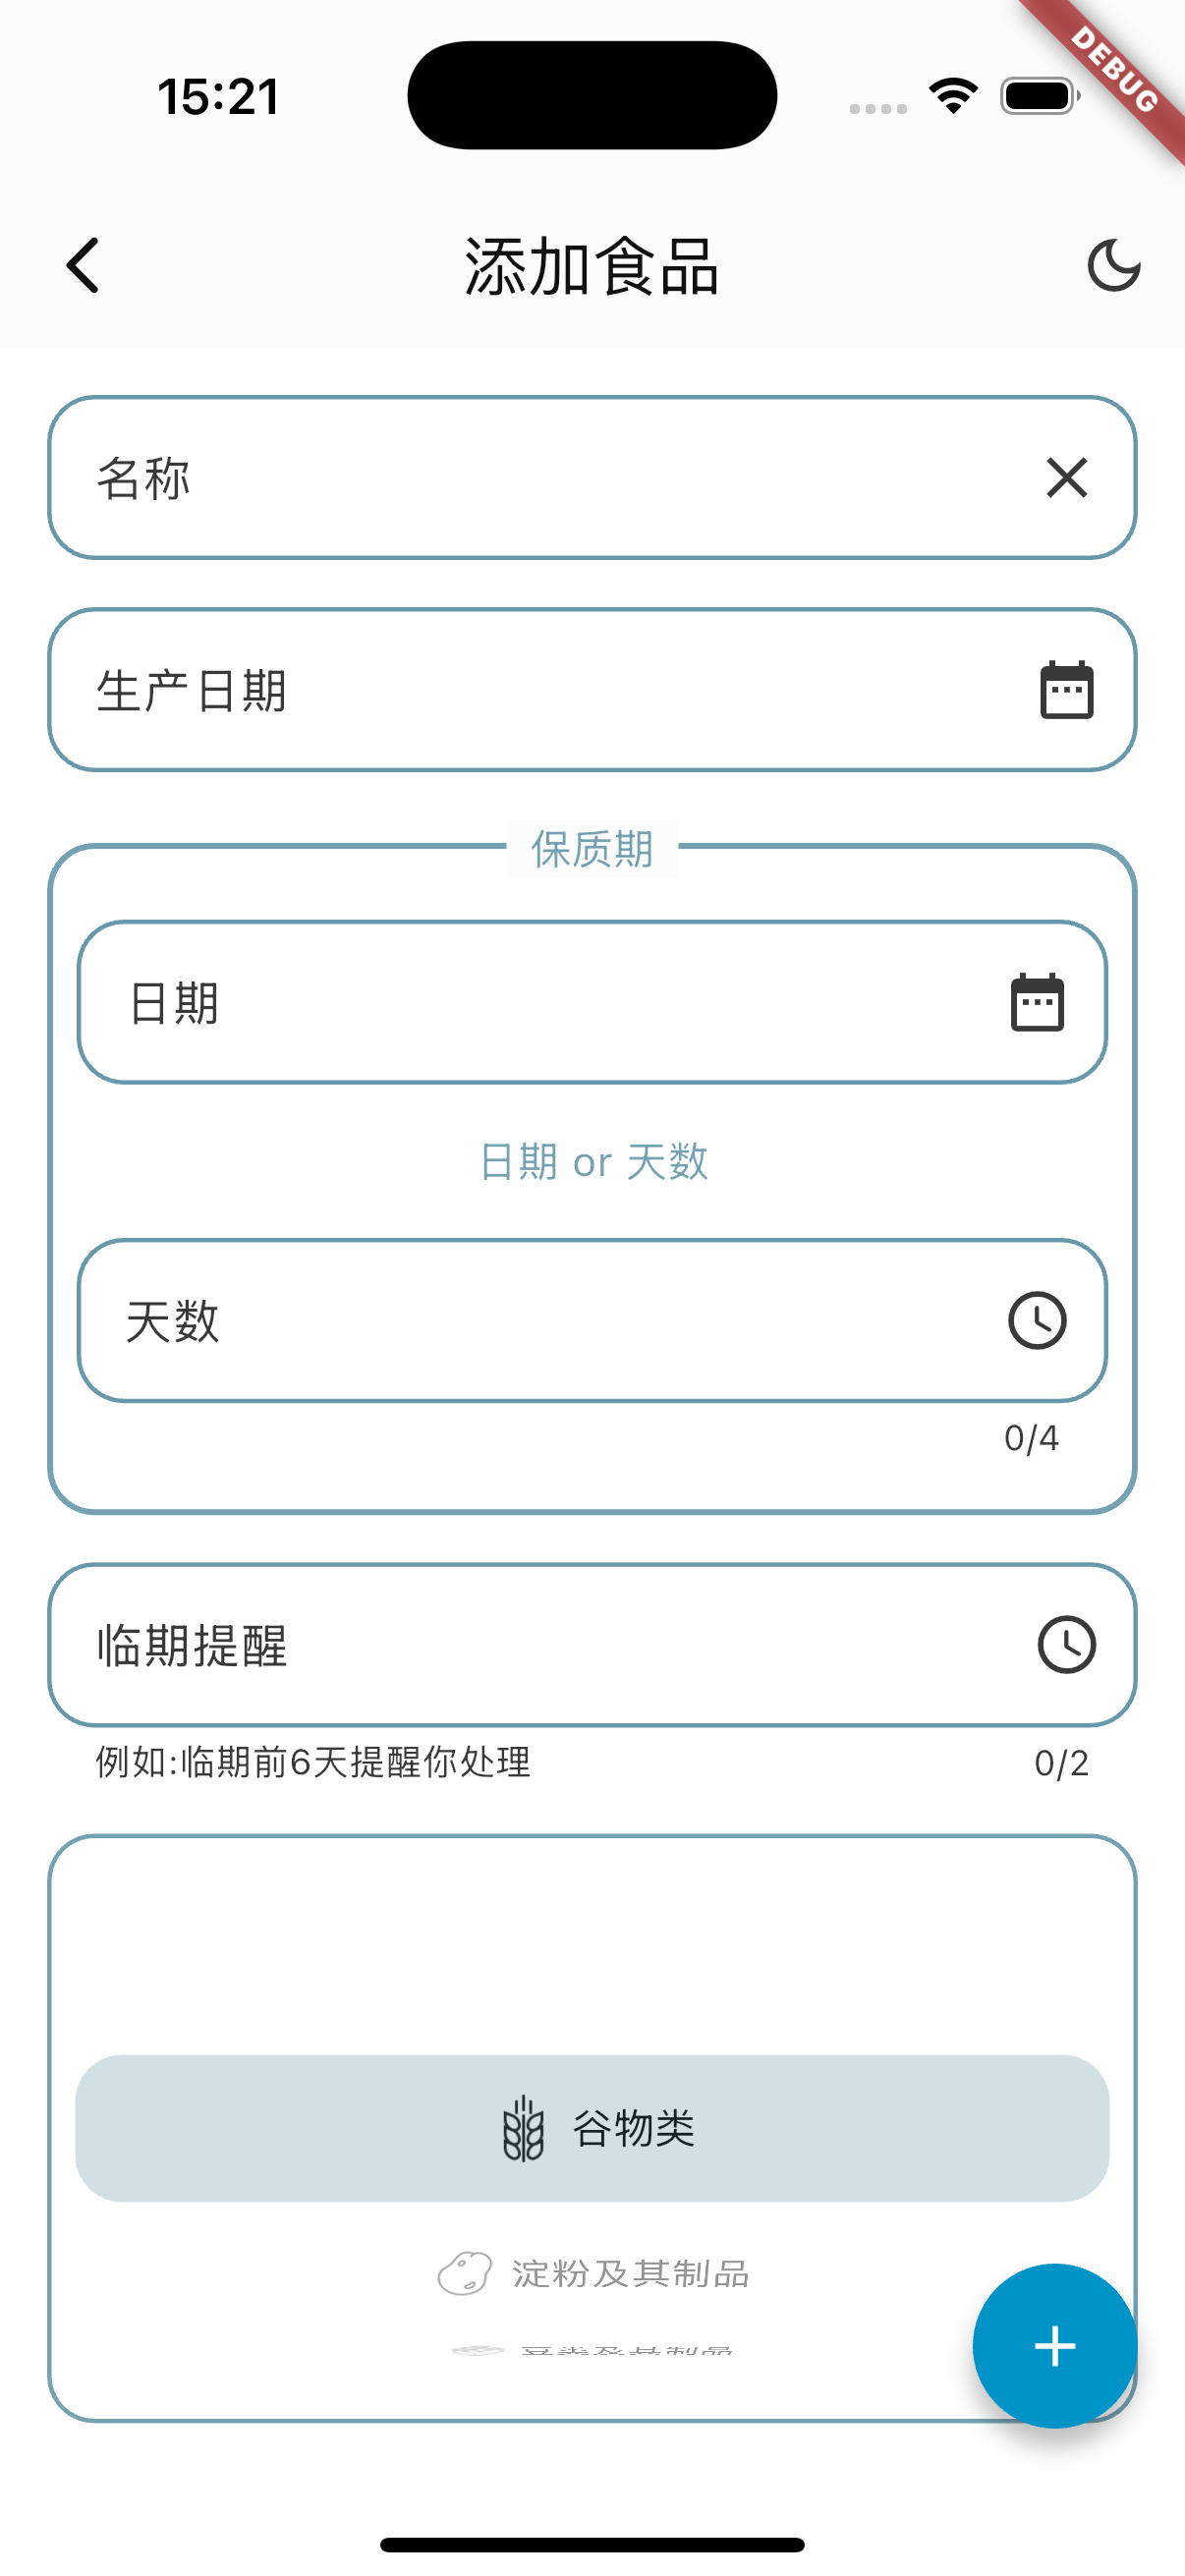 15:21
DEBUG
添加食品
名称
生产日期
保质期
日期
日期 or 天数
天数
0/4
临期提醒
例如:临期前6天提醒你处理
0/2
谷物类
淀粉及其制品